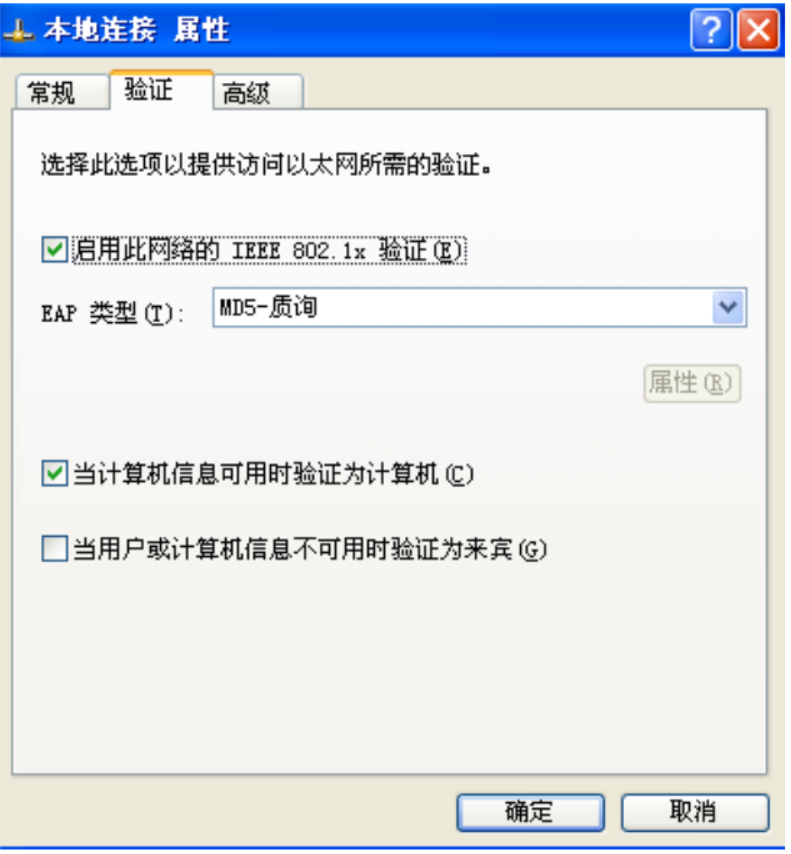 本地连接 属性
常规 验证 高级
选择此选项以提供访问以太网所需的验证。
启用此网络的 IEEE 802.1x 验证(E)
EAP 类型(T): MD5-质询
属性(R)
当计算机信息可用时验证为计算机(C)
当用户或计算机信息不可用时验证为来宾(G)
确定 取消